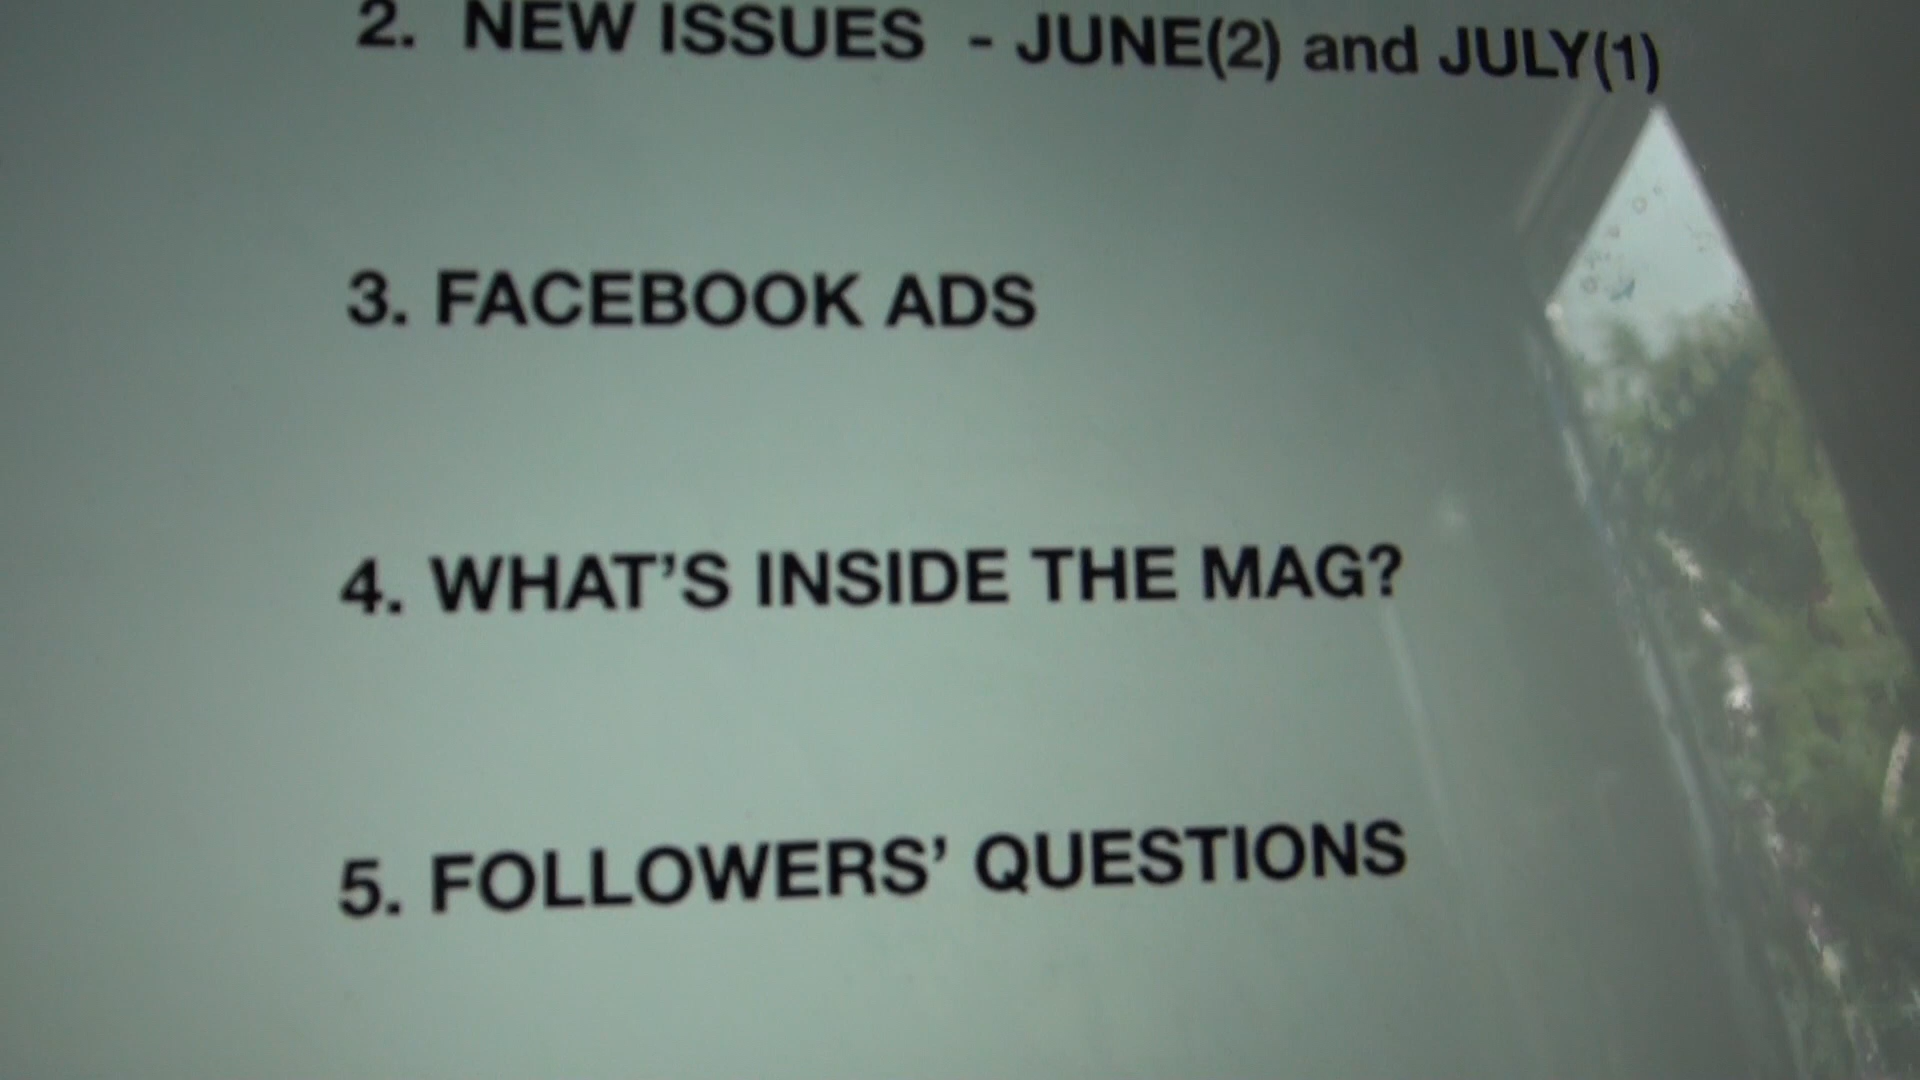 2. NEW ISSUES - JUNE(2) and JULY(1)
3. FACEBOOK ADS
4. WHAT'S INSIDE THE MAG?
5. FOLLOWERS' QUESTIONS